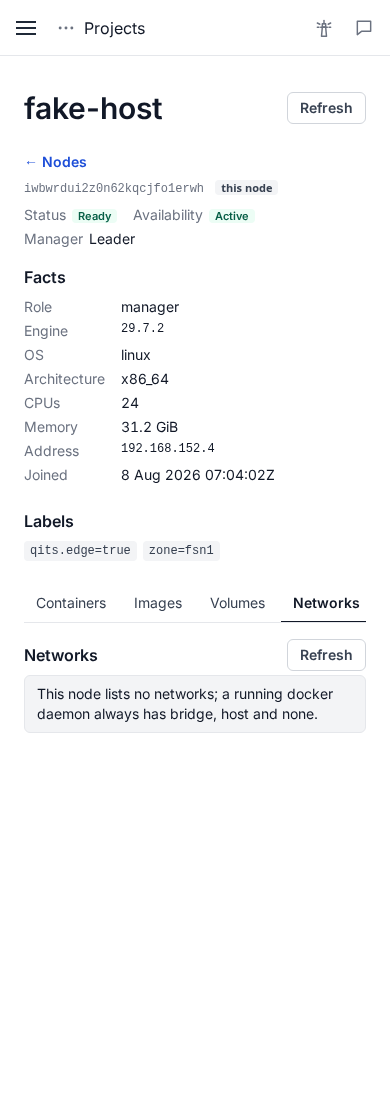 Projects
fake-host
Refresh
← Nodes
iwbwrdui2z0n62kqcjfo1erwh this node
Status Ready Availability Active
Manager Leader
Facts
Role manager
Engine 29.7.2
OS linux
Architecture x86_64
CPUs 24
Memory 31.2 GiB
Address 192.168.152.4
Joined 8 Aug 2026 07:04:02Z
Labels
qits.edge=true zone=fsn1
Containers Images Volumes Networks
Networks Refresh
This node lists no networks; a running docker
daemon always has bridge, host and none.